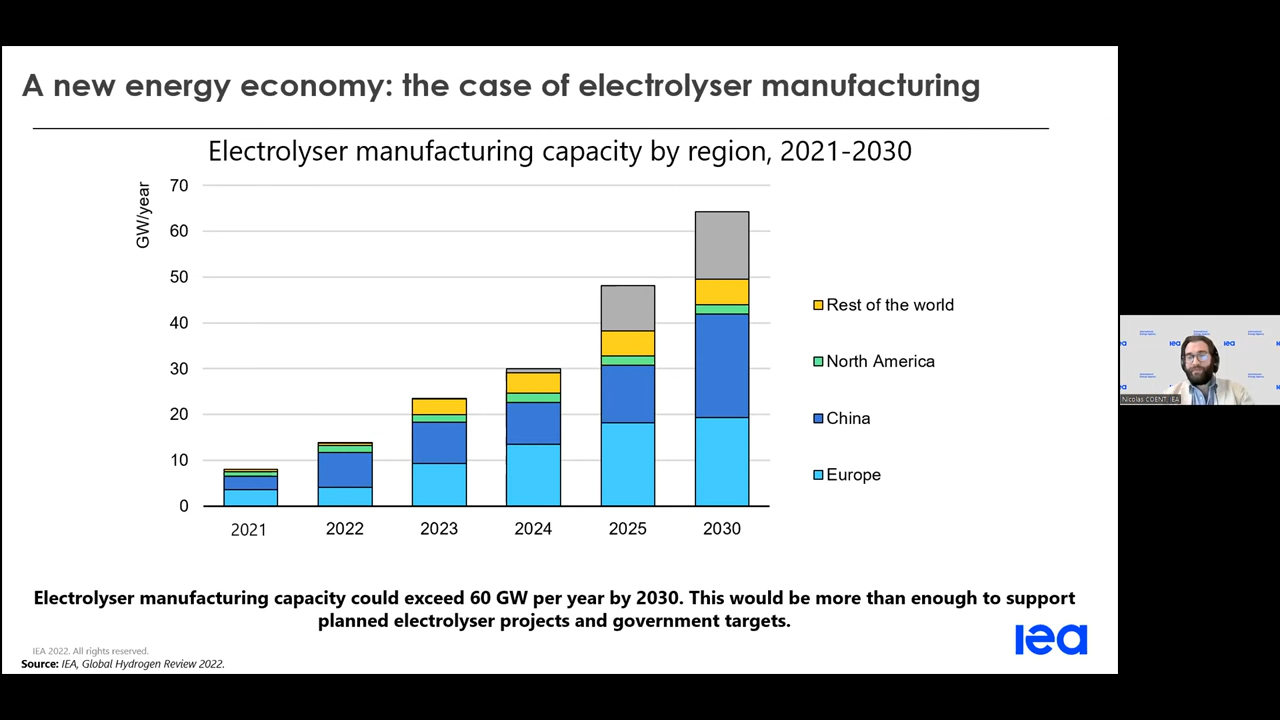 A new energy economy: the case of electrolyser manufacturing
Electrolyser manufacturing capacity by region, 2021-2030
GW/year
70
60
50
40
30
20
10
0
2021 2022 2023 2024 2025 2030
Rest of the world
North America
China
Europe
Electrolyser manufacturing capacity could exceed 60 GW per year by 2030. This would be more than enough to support
planned electrolyser projects and government targets.
IEA 2022. All rights reserved.
Source: IEA, Global Hydrogen Review 2022.
iea
iea
iea
Nicolas COENT, IEA